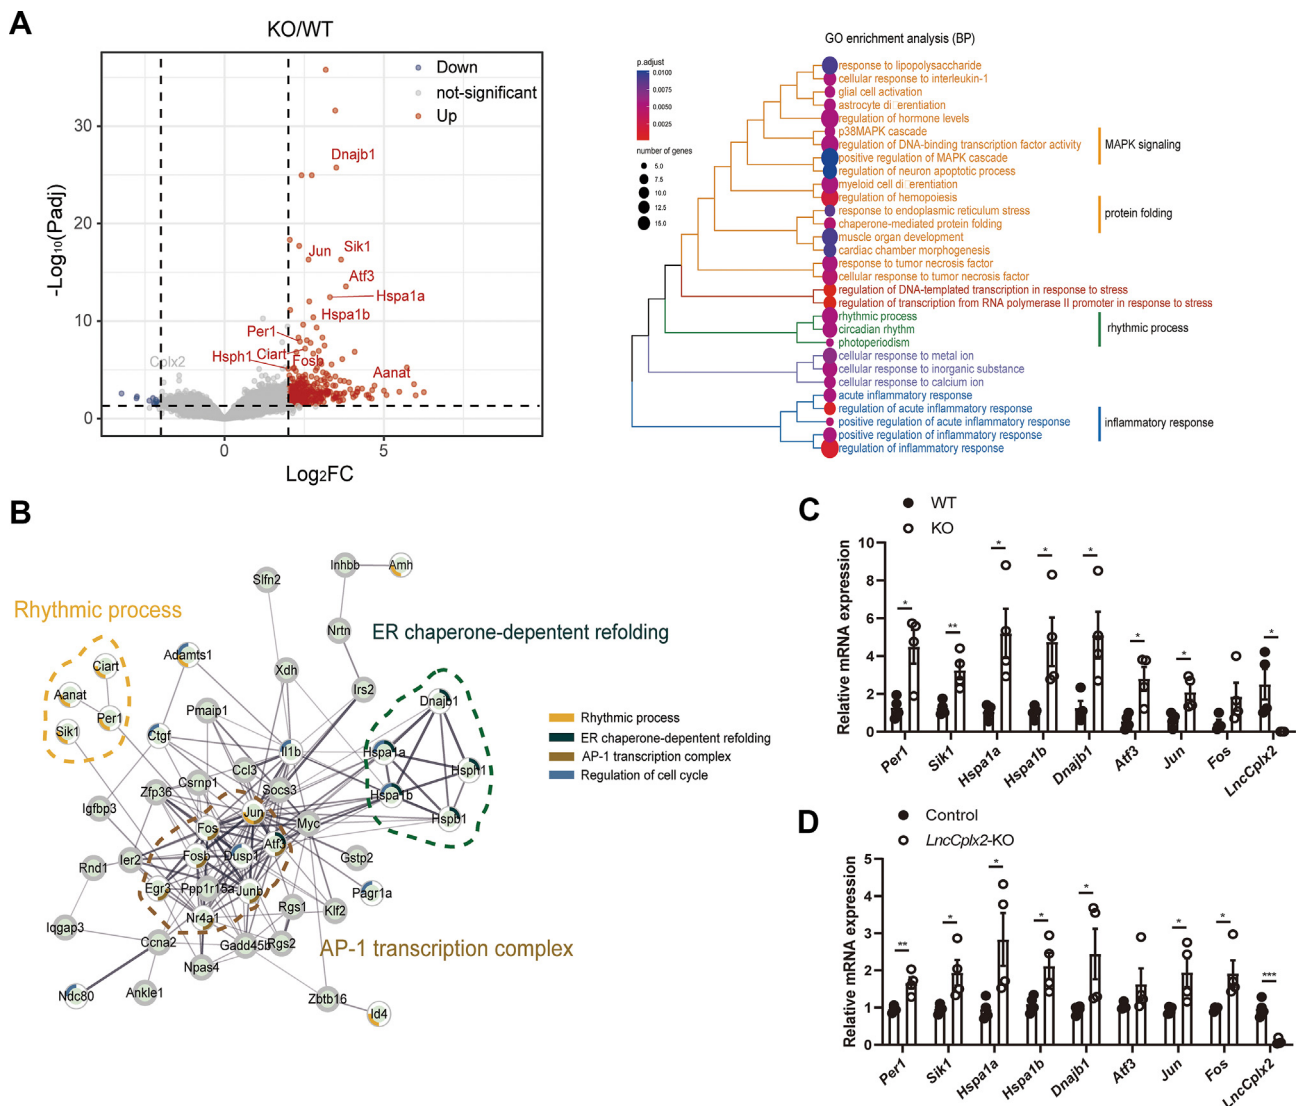 A
KO/WT
Down
not-significant
Up
Dnajb1
Jun
Sik1
Atf3
Hspa1a
Hspa1b
Per1
Hsph1
Ciart
Fosb
Cplx2
Aanat
30
20
10
0
-Log10(Padj)
0
5
Log2FC
GO enrichment analysis (BP)
p.adjust
0.0100
0.0075
0.0050
0.0025
number of genes
5.0
7.5
10.0
12.5
15.0
response to lipopolysaccharide
cellular response to interleukin-1
glial cell activation
astrocyte di erentiation
regulation of hormone levels
p38MAPK cascade
regulation of DNA-binding transcription factor activity
positive regulation of MAPK cascade
regulation of neuron apoptotic process
myeloid cell di erentiation
regulation of hemopoiesis
response to endoplasmic reticulum stress
chaperone-mediated protein folding
muscle organ development
cardiac chamber morphogenesis
response to tumor necrosis factor
cellular response to tumor necrosis factor
regulation of DNA-templated transcription in response to stress
regulation of transcription from RNA polymerase II promoter in response to stress
rhythmic process
circadian rhythm
photoperiodism
cellular response to metal ion
cellular response to inorganic substance
cellular response to calcium ion
acute inflammatory response
regulation of acute inflammatory response
positive regulation of acute inflammatory response
positive regulation of inflammatory response
regulation of inflammatory response
MAPK signaling
protein folding
rhythmic process
inflammatory response
B
Rhythmic process
ER chaperone-depentent refolding
AP-1 transcription complex
Slfn2
Inhbb
Amh
Nrtn
Ciart
Adamts1
Xdh
Irs2
Aanat
Per1
Sik1
Pmaip1
Ctgf
Il1b
Dnajb1
Hspa1a
Hsph1
Hspa1b
Hspb1
Ccl3
Csrnp1
Socs3
Zfp36
Igfbp3
Jun
Myc
Fos
Atf3
Fosb
Dusp1
Ier2
Rnd1
Gstp2
Egr3
Ppp1r15a
Junb
Pagr1a
Nr4a1
Rgs1
Klf2
Iqgap3
Ccna2
Gadd45b
Rgs2
Npas4
Ndc80
Ankle1
Zbtb16
Id4
Rhythmic process
ER chaperone-depentent refolding
AP-1 transcription complex
Regulation of cell cycle
C
WT
KO
Relative mRNA expression
10
8
6
4
2
0
*
**
*
*
*
*
*
*
Per1
Sik1
Hspa1a
Hspa1b
Dnajb1
Atf3
Jun
Fos
LncCplx2
D
Control
LncCplx2-KO
Relative mRNA expression
5
4
3
2
1
0
**
*
*
*
*
*
*
***
Per1
Sik1
Hspa1a
Hspa1b
Dnajb1
Atf3
Jun
Fos
LncCplx2